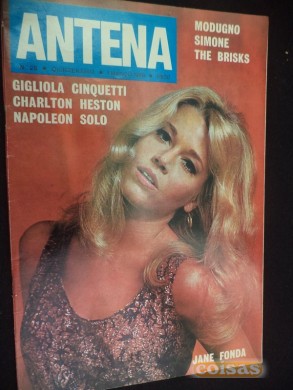 ANTENA
MODUGNO
SIMONE
THE BRISKS
GIGLIOLA CINQUETTI
CHARLTON HESTON
NAPOLEON SOLO
JANE FONDA
coisas